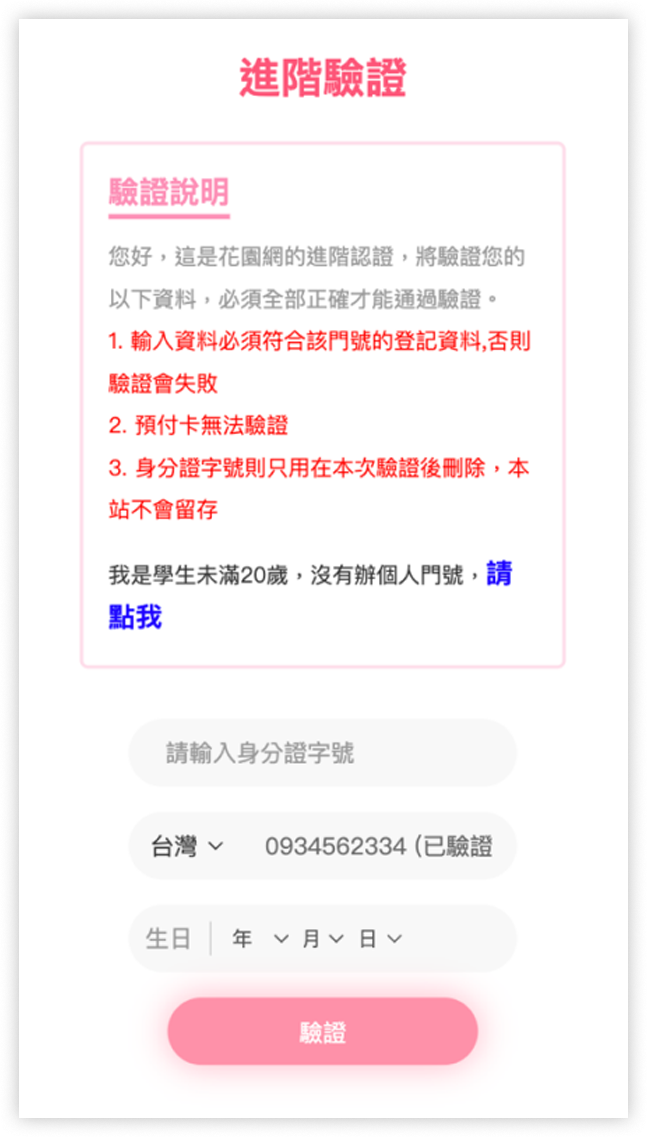 進階驗證
驗證說明
您好，這是花園網的進階認證，將驗證您的
以下資料，必須全部正確才能通過驗證。
1. 輸入資料必須符合該門號的登記資料,否則
驗證會失敗
2. 預付卡無法驗證
3. 身分證字號則只用在本次驗證後刪除，本
站不會留存
我是學生未滿20歲，沒有辦個人門號，請
點我
請輸入身分證字號
台灣 0934562334 (已驗證
生日 年 月 日
驗證